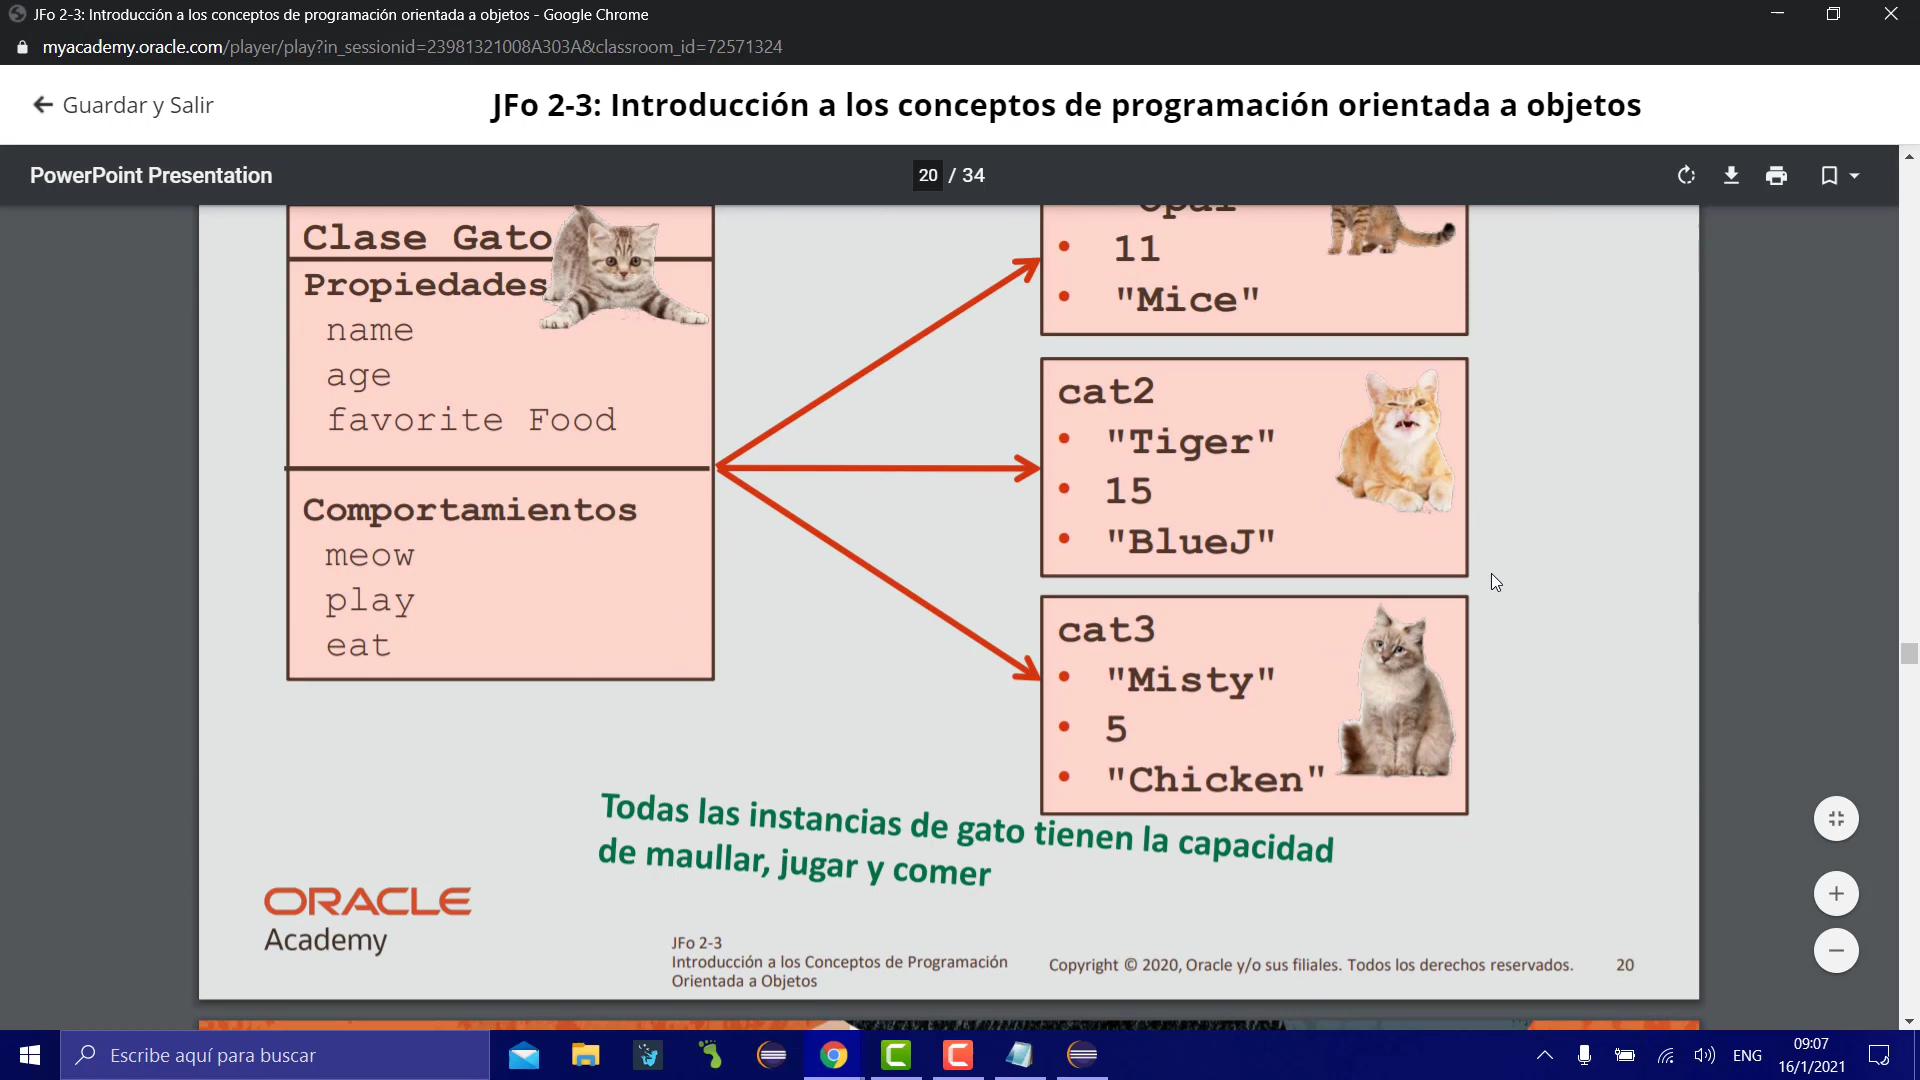 JFo 2-3: Introducción a los conceptos de programación orientada a objetos - Google Chrome
myacademy.oracle.com/player/play?in_sessionid=23981321008A303A&classroom_id=72571324
Guardar y Salir
JFo 2-3: Introducción a los conceptos de programación orientada a objetos
PowerPoint Presentation
20 / 34
Clase Gato
Propiedades
name
age
favorite Food
Comportamientos
meow
play
eat
11
"Mice"
cat2
"Tiger"
15
"BlueJ"
cat3
"Misty"
5
"Chicken"
Todas las instancias de gato tienen la capacidad
de maullar, jugar y comer
ORACLE
Academy
JFo 2-3
Introducción a los Conceptos de Programación
Orientada a Objetos
Copyright © 2020, Oracle y/o sus filiales. Todos los derechos reservados.
20
Escribe aquí para buscar
ENG
09:07
16/1/2021